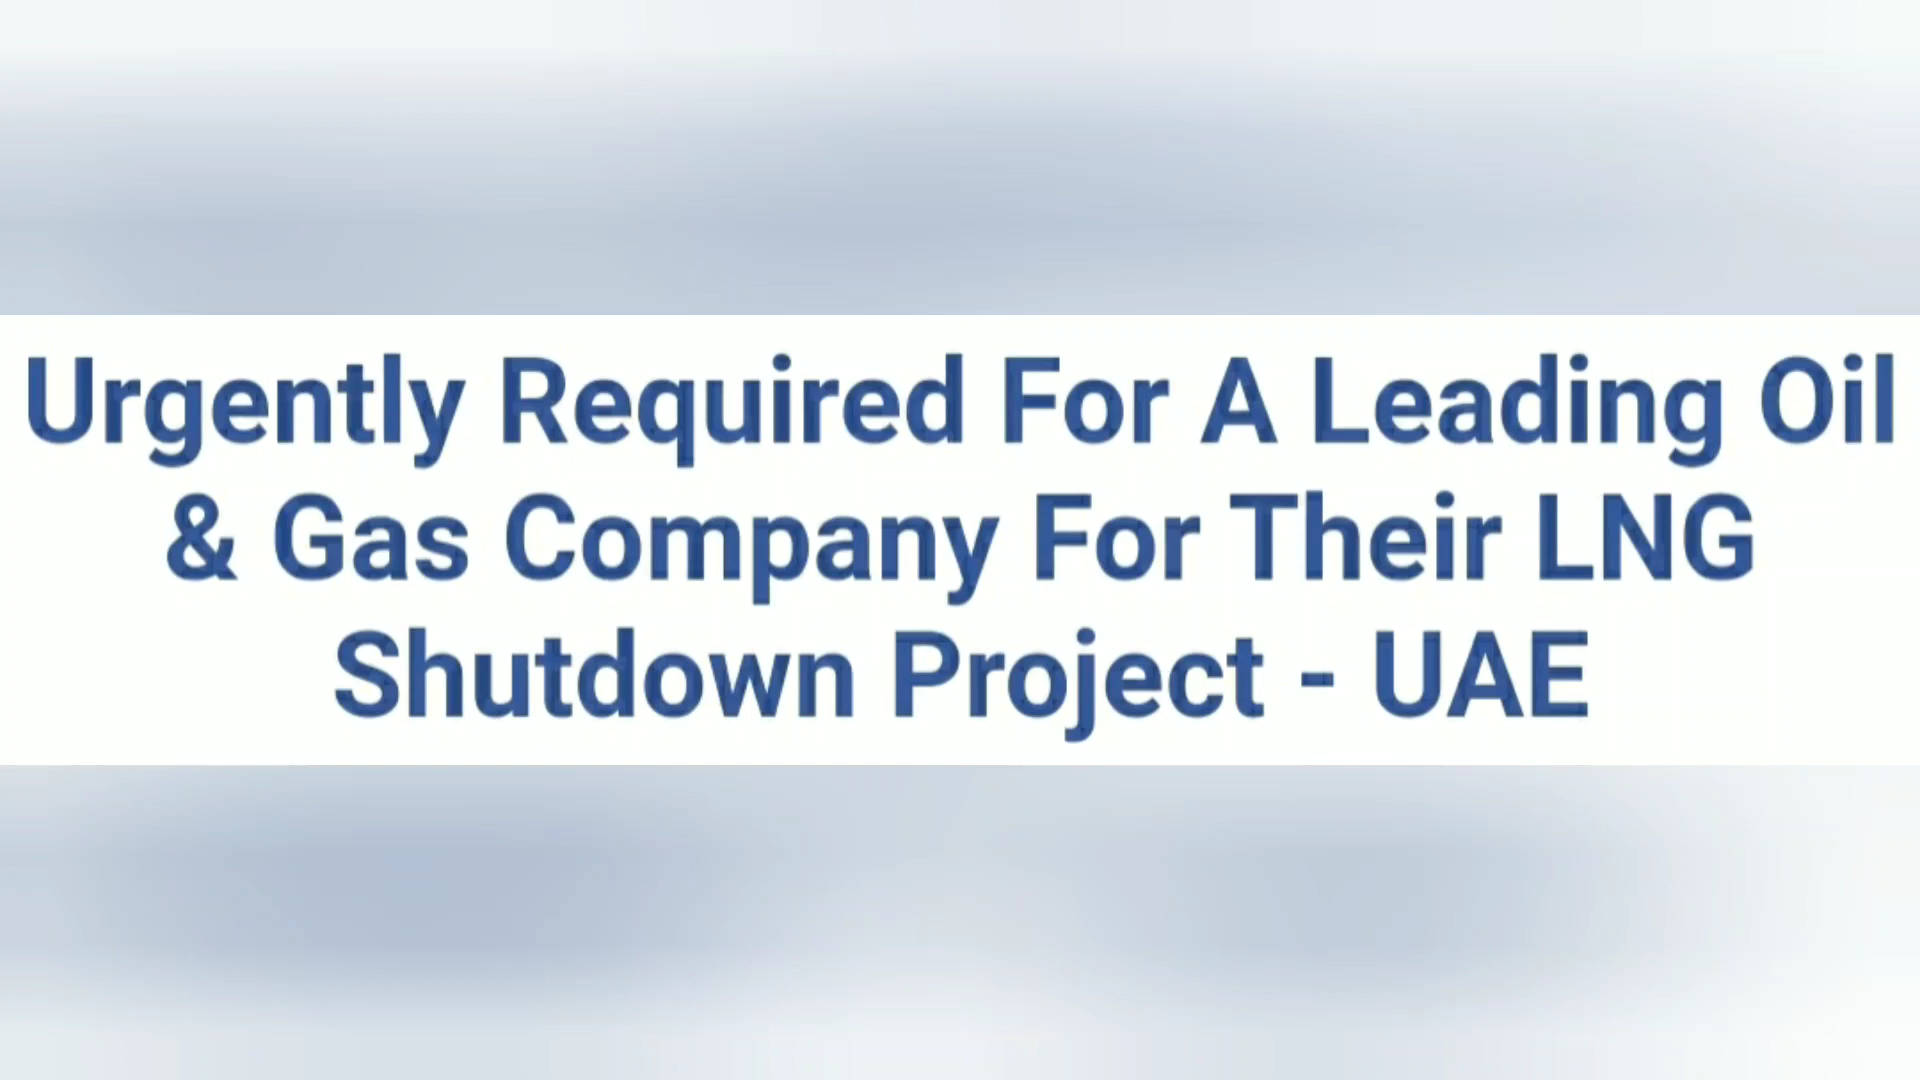 Urgently Required For A Leading Oil
& Gas Company For Their LNG
Shutdown Project - UAE